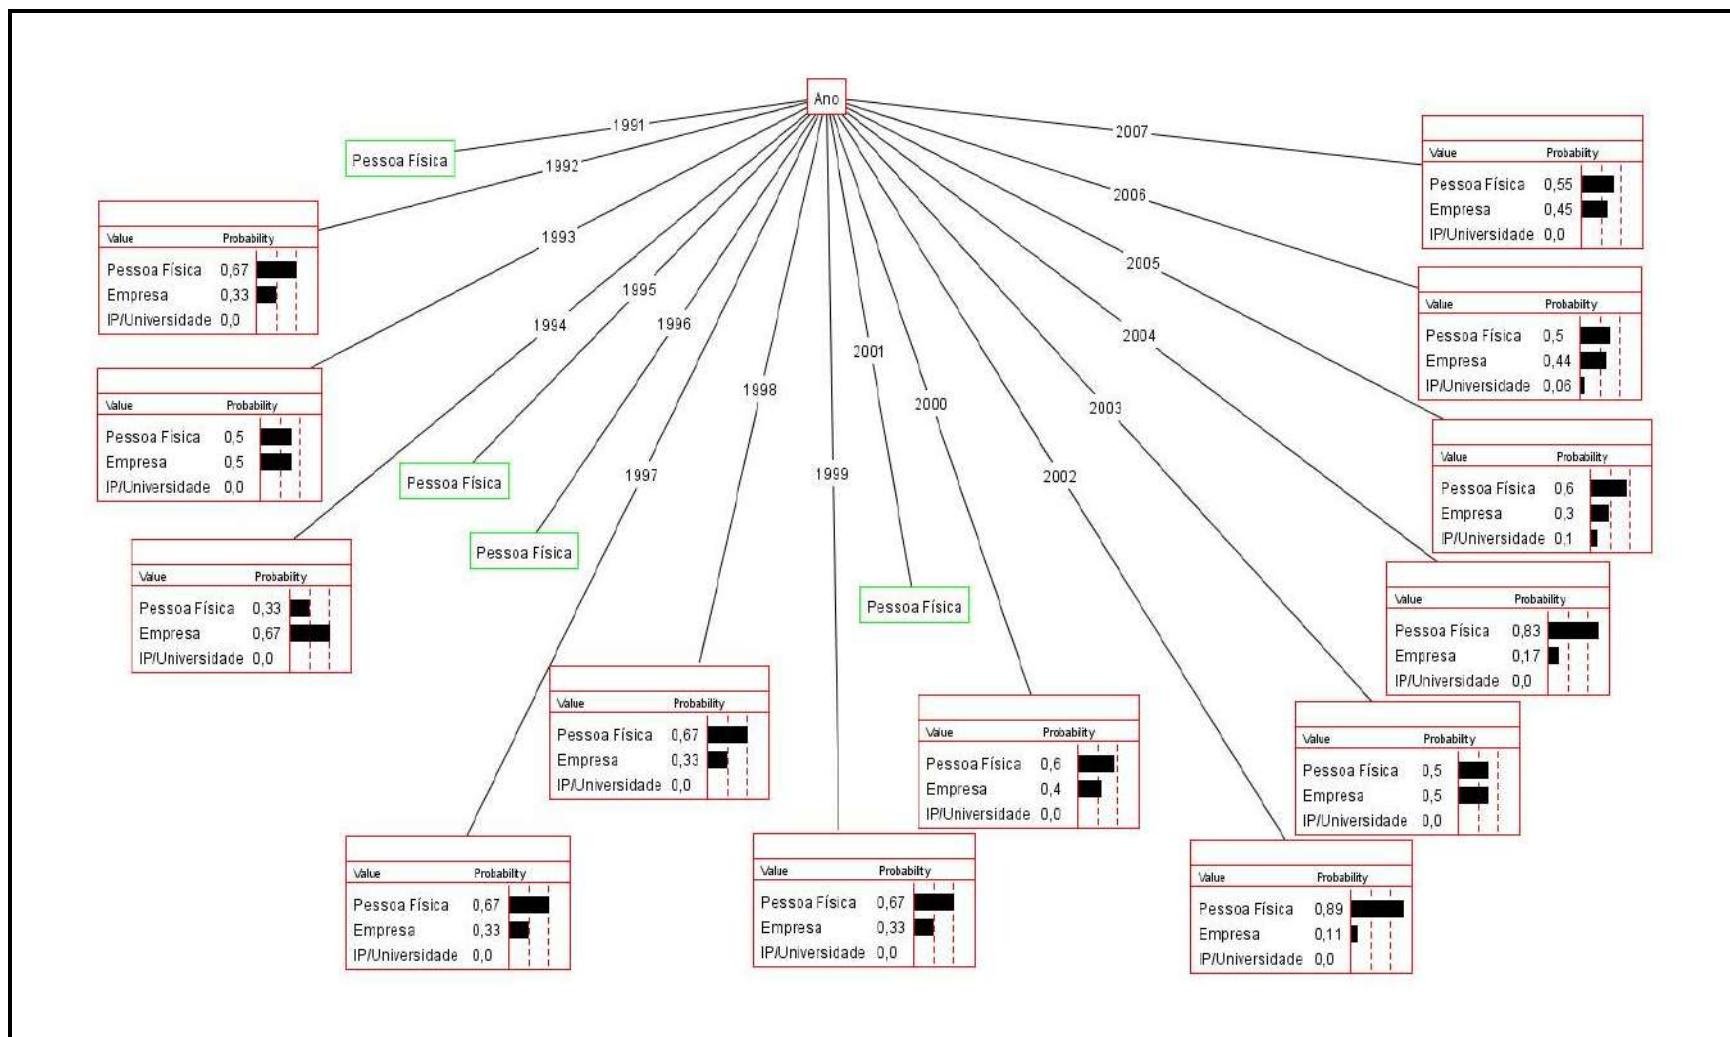 Ano
1991
1992
1993
1994
1995
1996
1997
1998
1999
2001
2000
2002
2003
2004
2005
2006
2007
Pessoa Física
Value Probability
Pessoa Física 0,67
Empresa 0,33
IP/Universidade 0,0
Value Probability
Pessoa Física 0,5
Empresa 0,5
IP/Universidade 0,0
Value Probability
Pessoa Física 0,33
Empresa 0,67
IP/Universidade 0,0
Pessoa Física
Pessoa Física
Value Probability
Pessoa Física 0,67
Empresa 0,33
IP/Universidade 0,0
Value Probability
Pessoa Física 0,67
Empresa 0,33
IP/Universidade 0,0
Value Probability
Pessoa Física 0,67
Empresa 0,33
IP/Universidade 0,0
Pessoa Física
Value Probability
Pessoa Física 0,6
Empresa 0,4
IP/Universidade 0,0
Value Probability
Pessoa Física 0,89
Empresa 0,11
IP/Universidade 0,0
Value Probability
Pessoa Física 0,5
Empresa 0,5
IP/Universidade 0,0
Value Probability
Pessoa Física 0,83
Empresa 0,17
IP/Universidade 0,0
Value Probability
Pessoa Física 0,6
Empresa 0,3
IP/Universidade 0,1
Value Probability
Pessoa Física 0,5
Empresa 0,44
IP/Universidade 0,06
Value Probability
Pessoa Física 0,55
Empresa 0,45
IP/Universidade 0,0